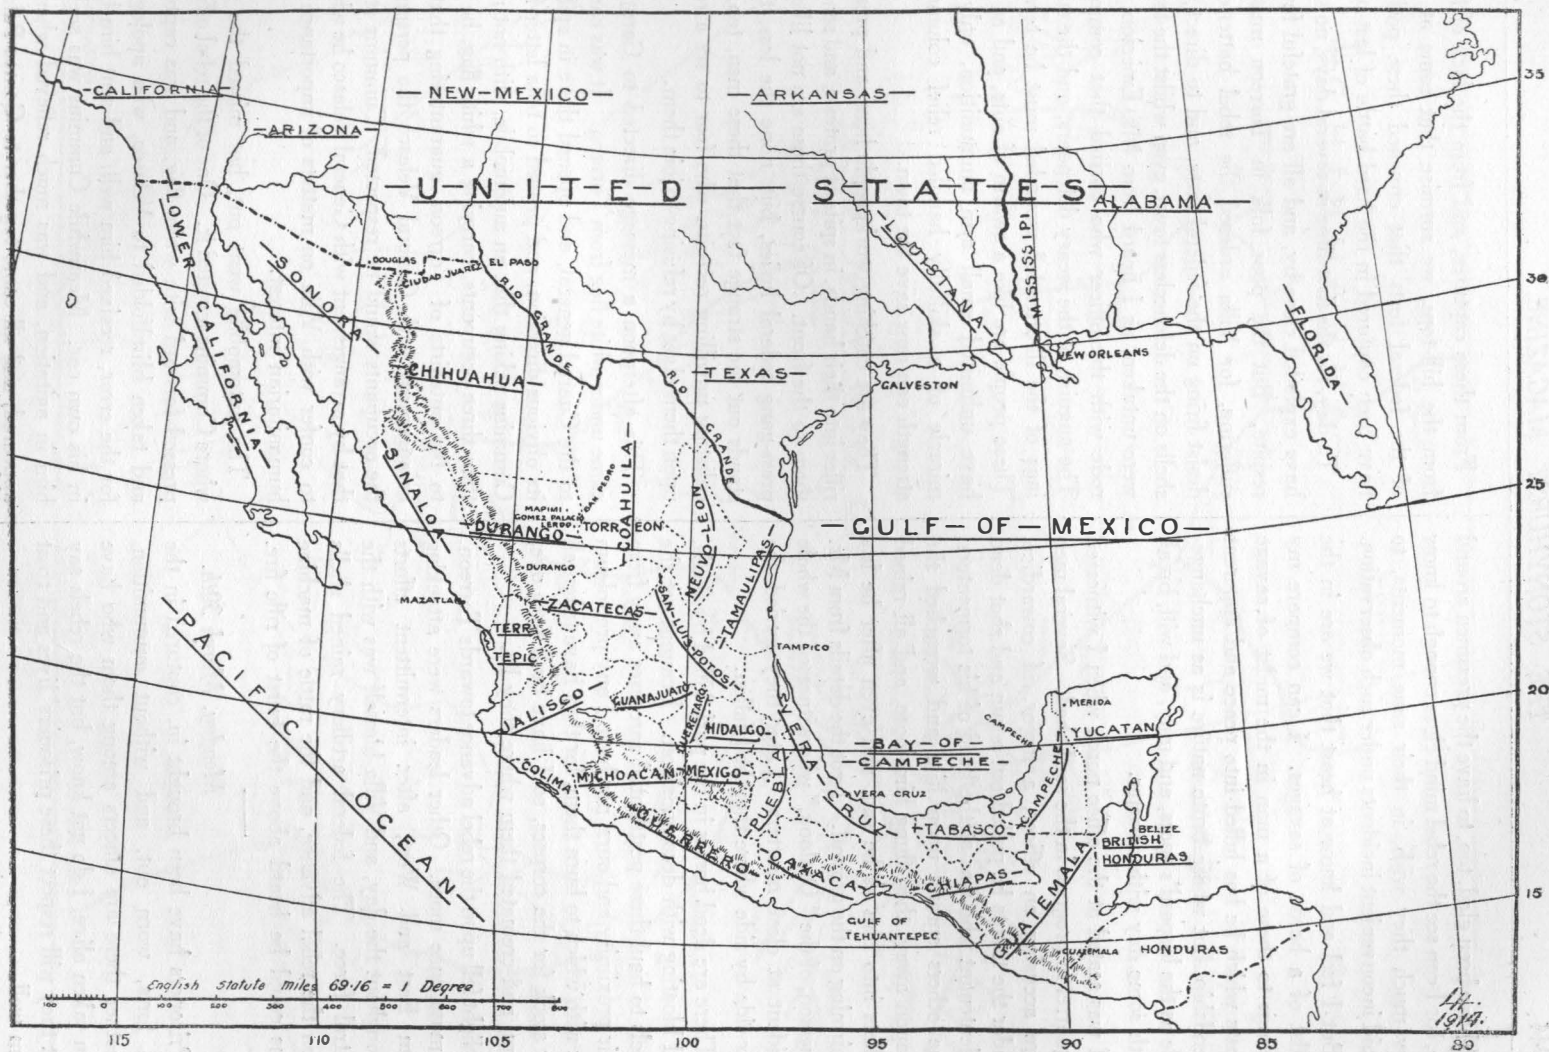 CALIFORNIA
ARIZONA
NEW-MEXICO
ARKANSAS
UNITED STATES
ALABAMA
MISSISSIPI
LOUISTANA
FLORIDA
LOWER CALIFORNIA
SONORA
DOUGLAS
CIUDAD JUAREZ
EL PASO
RIO GRANDE
CHIHUAHUA
TEXAS
GALVESTON
NEW ORLEANS
RIO GRANDE
SINALOA
COAHUILA
SAN PEDRO
MAPIMI
GOMEZ PALACIO
LERDO
DURANGO
TORREON
NEUVO-LEON
TAMAULIPAS
GULF-OF-MEXICO
DURANGO
MAZATLAN
ZACATECAS
SAN-LUIS-POTOSI
TERR.
TEPIC
TAMPICO
PACIFIC OCEAN
JALISCO
GUANAJUATO
QUERETARO
HIDALGO
VERA-CRUZ
BAY-OF-
CAMPECHE
CAMPECHE
MERIDA
YUCATAN
COLIMA
MICHOACAN
MEXICO
PUEBLA
VERA CRUZ
CAMPECHE
GUERRERO
OAXACA
TABASCO
BELIZE
BRITISH
HONDURAS
CHIAPAS
GUATEMALA
GULF OF
TEHUANTEPEC
GUATEMALA
HONDURAS
English Statute Miles 69·16 = 1 Degree
100 0 100 200 300 400 500 600 700 800
35
30
25
20
15
115 110 105 100 95 90 85 80
1914.